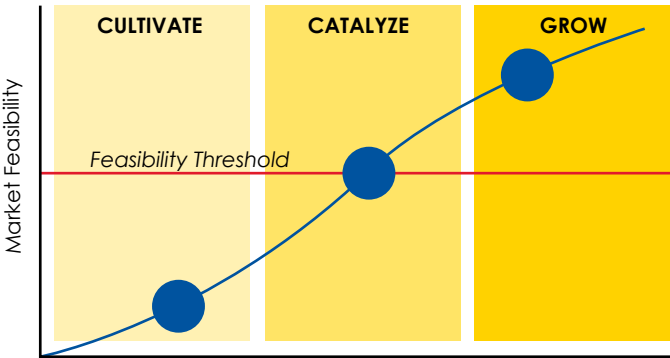 CULTIVATE
CATALYZE
GROW
Feasibility Threshold
Market Feasibility